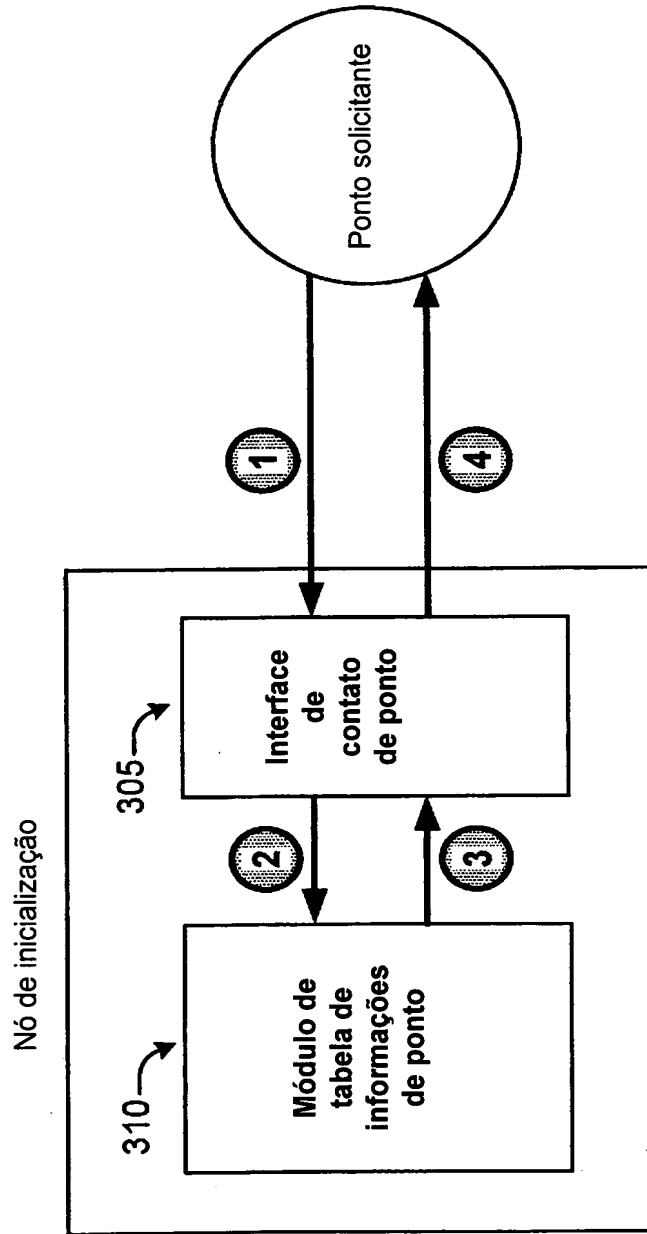 Nó de inicialização
310
305
Módulo de
tabela de
informações
de ponto
Interface
de
contato
de ponto
2
3
1
4
Ponto solicitante